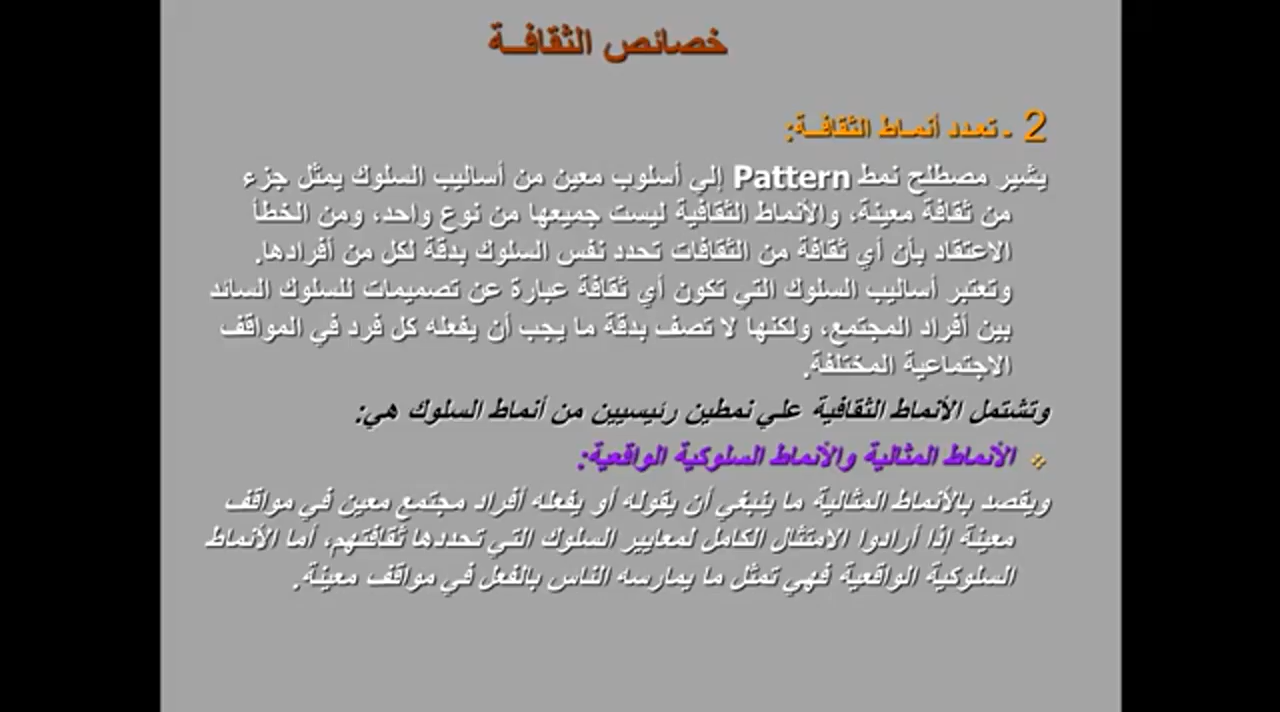 خصائص الثقافــة
2 ـ تعدد أنماط الثقافــة:
يشير مصطلح نمط Pattern إلي أسلوب معين من أساليب السلوك يمثل جزء
من ثقافة معينة، والأنماط الثقافية ليست جميعها من نوع واحد، ومن الخطأ
الاعتقاد بأن أي ثقافة من الثقافات تحدد نفس السلوك بدقة لكل من أفرادها.
وتعتبر أساليب السلوك التي تكون أي ثقافة عبارة عن تصميمات للسلوك السائد
بين أفراد المجتمع، ولكنها لا تصف بدقة ما يجب أن يفعله كل فرد في المواقف
الاجتماعية المختلفة.
وتشتمل الأنماط الثقافية علي نمطين رئيسيين من أنماط السلوك هي:
❖ الأنماط المثالية والأنماط السلوكية الواقعية:
ويقصد بالأنماط المثالية ما ينبغي أن يقوله أو يفعله أفراد مجتمع معين في مواقف
معينة إذا أرادوا الامتثال الكامل لمعايير السلوك التي تحددها ثقافتهم، أما الأنماط
السلوكية الواقعية فهي تمثل ما يمارسه الناس بالفعل في مواقف معينة.